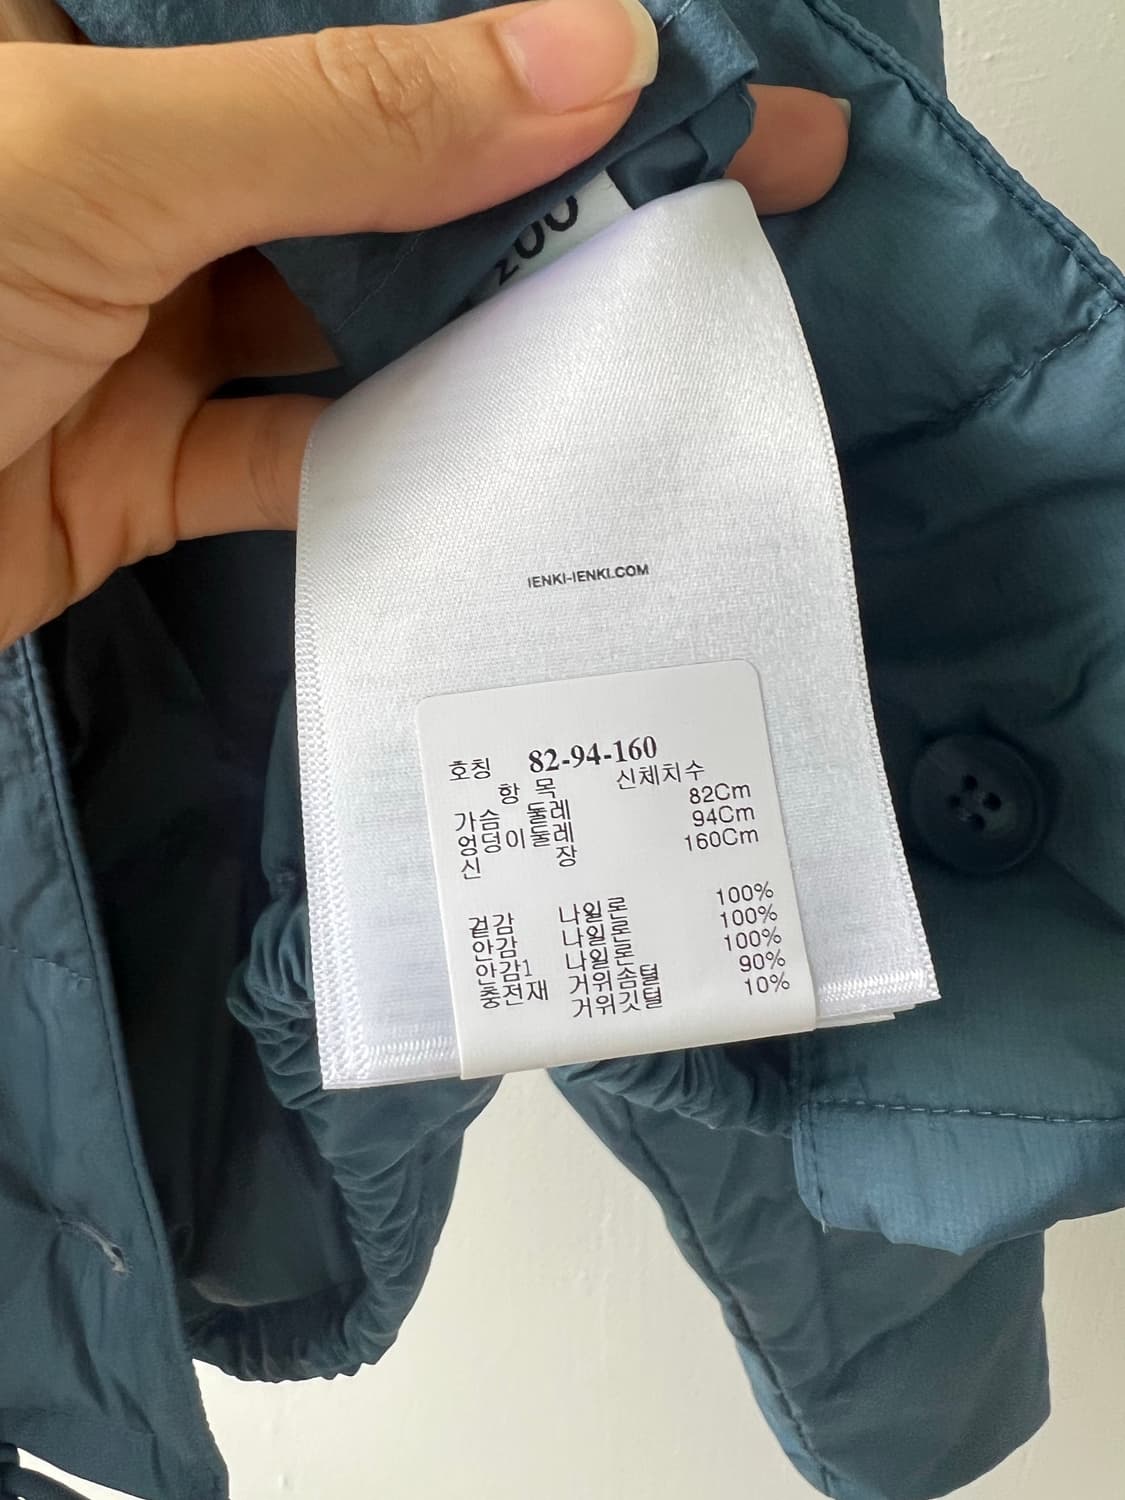 200
IENKI-IENKI.COM
호칭 82-94-160
항 목 신체치수
가슴 둘레 82Cm
엉덩이둘레 94Cm
신 장 160Cm
겉감 나일론 100%
안감 나일론 100%
안감1 나일론 100%
충전재 거위솜털 90%
거위깃털 10%